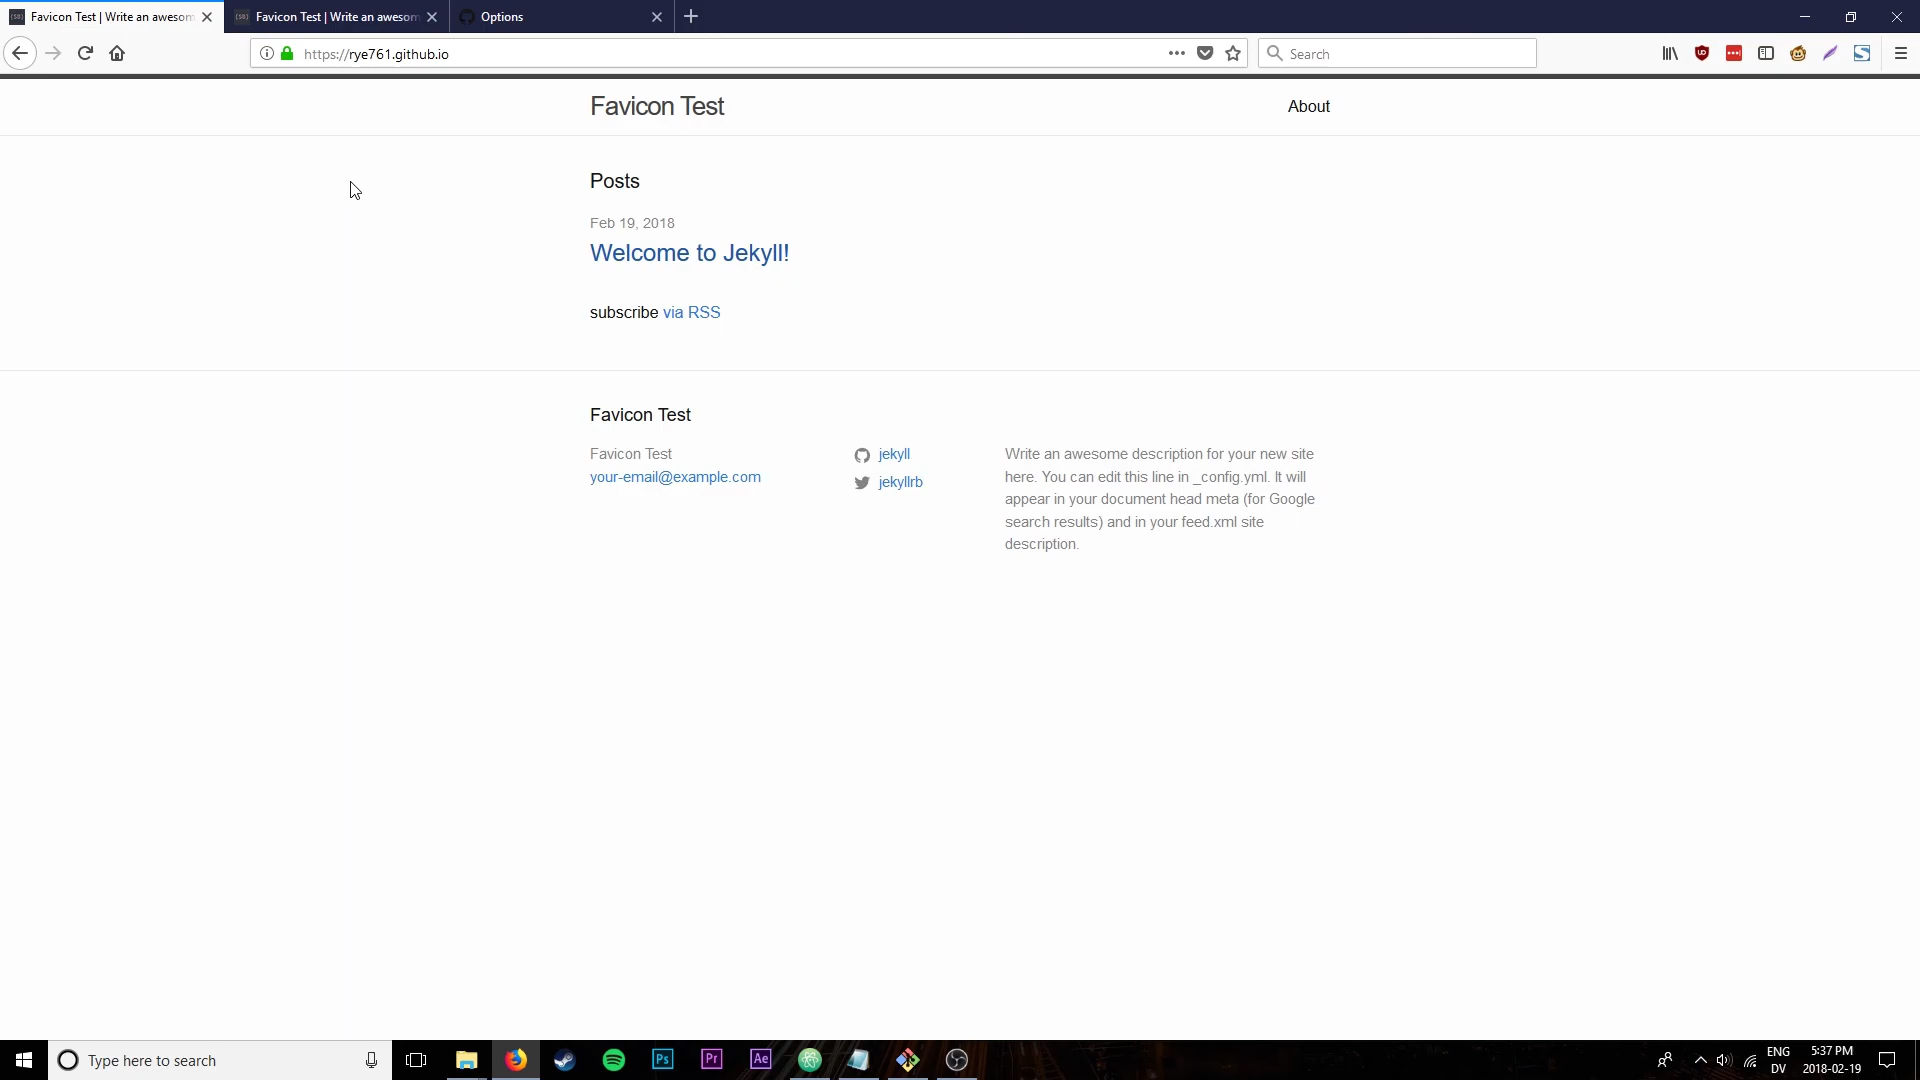 Favicon Test | Write an awesom
Favicon Test | Write an awesom
Options
https://rye761.github.io
Search
Favicon Test
About
Posts
Feb 19, 2018
Welcome to Jekyll!
subscribe via RSS
Favicon Test
Favicon Test
your-email@example.com
jekyll
jekyllrb
Write an awesome description for your new site
here. You can edit this line in _config.yml. It will
appear in your document head meta (for Google
search results) and in your feed.xml site
description.
Type here to search
Ps
Pr
Ae
ENG
DV
5:37 PM
2018-02-19